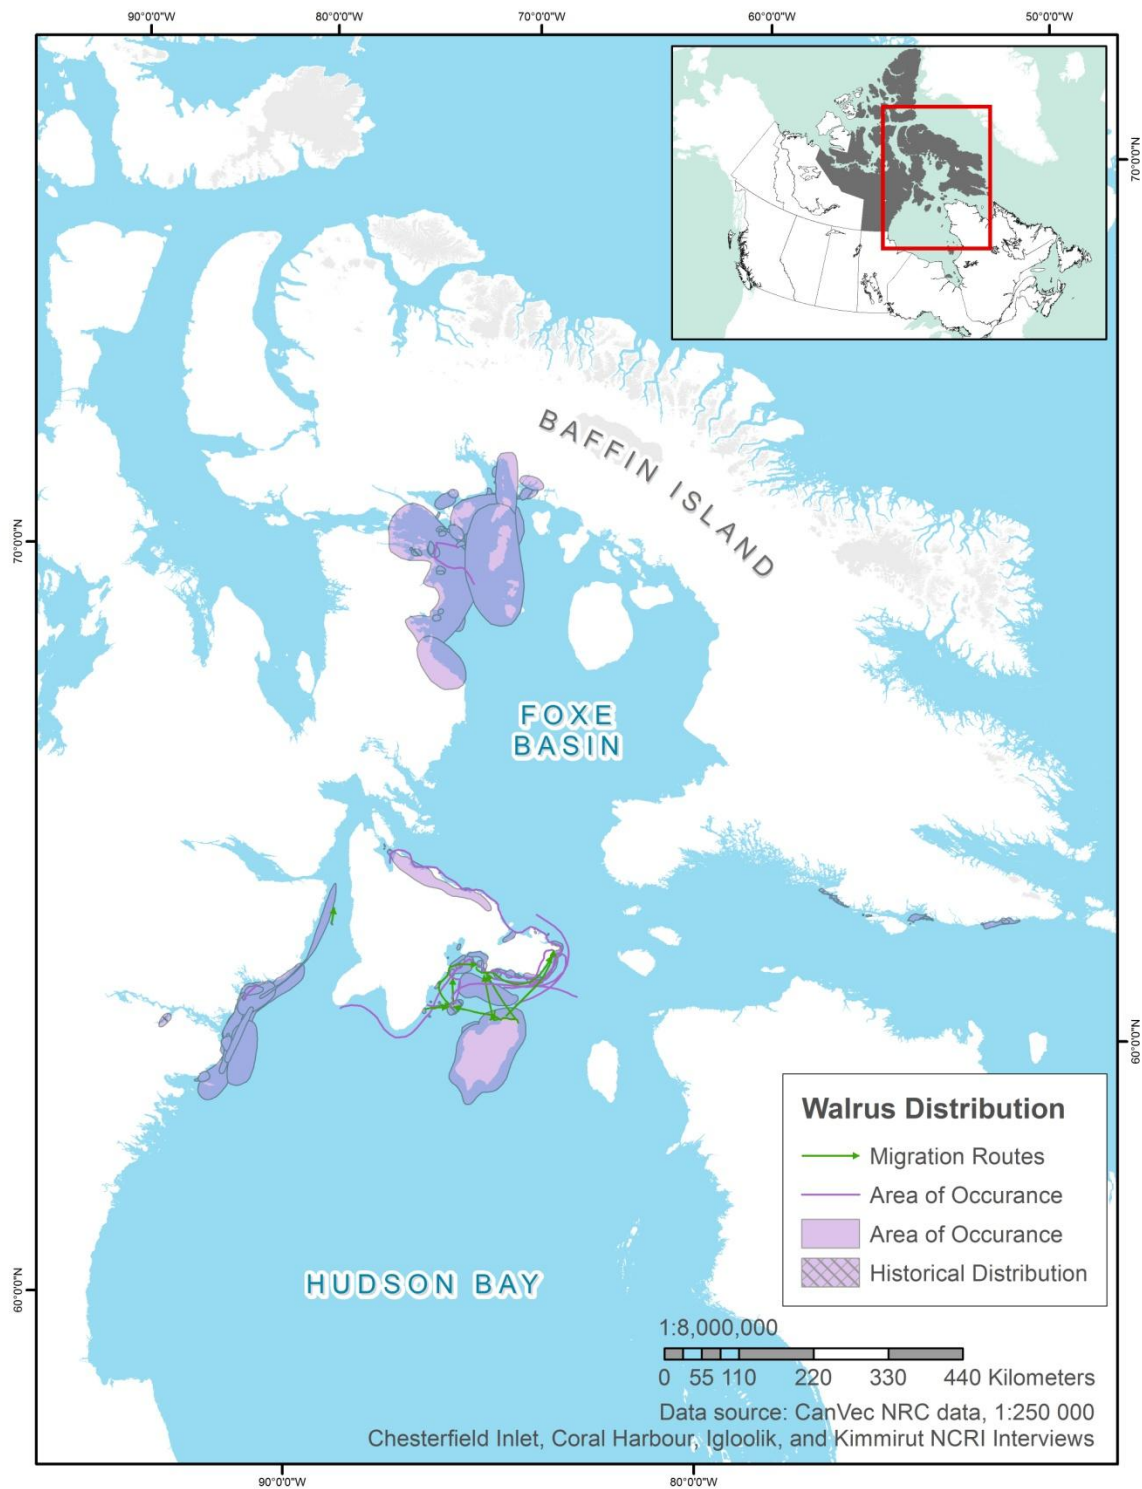 90°0'0"W 80°0'0"W 70°0'0"W 60°0'0"W 50°0'0"W
70°0'0"N
BAFFIN ISLAND
70°0'0"N
FOXE
BASIN
60°0'0"N
Walrus Distribution
Migration Routes
Area of Occurance
Area of Occurance
Historical Distribution
HUDSON BAY
60°0'0"N
1:8,000,000
0 55 110 220 330 440 Kilometers
Data source: CanVec NRC data, 1:250 000
Chesterfield Inlet, Coral Harbour, Igloolik, and Kimmirut NCRI Interviews
90°0'0"W 80°0'0"W